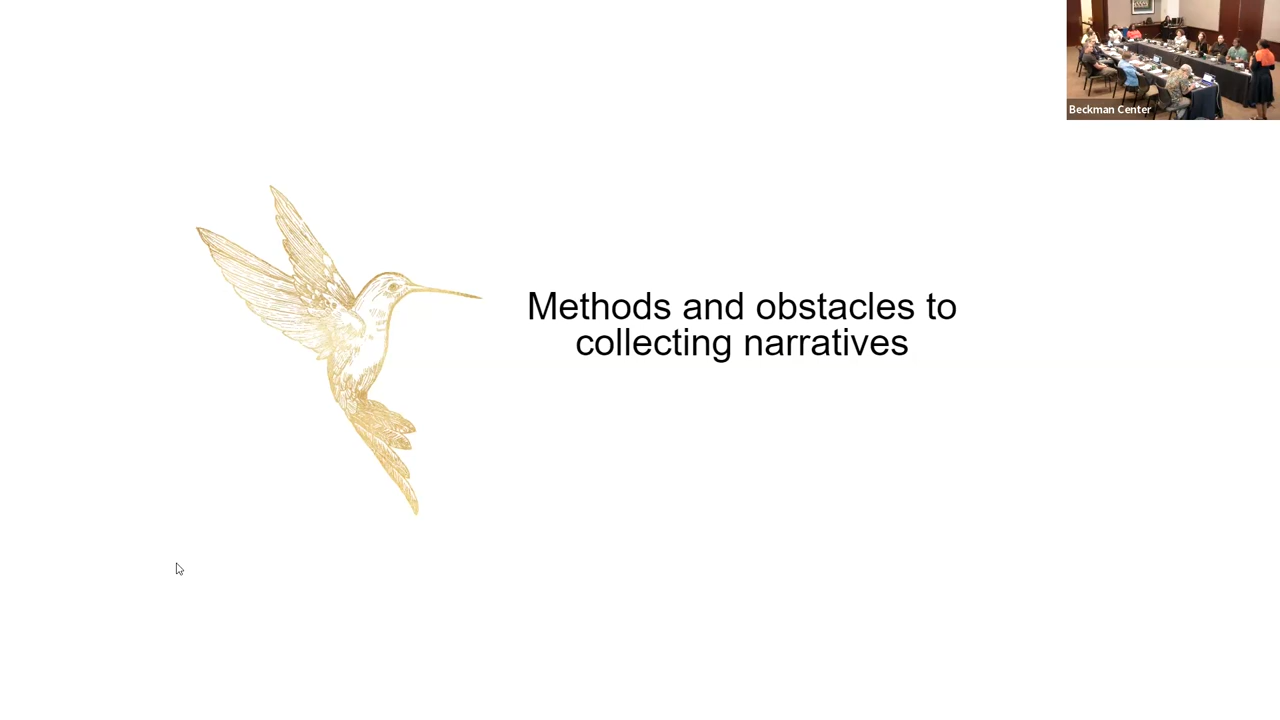 Beckman Center
Methods and obstacles to
collecting narratives